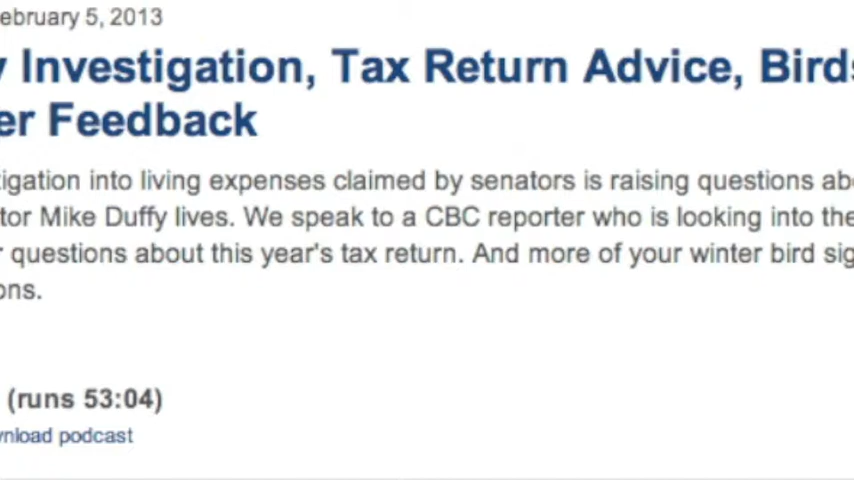 ebruary 5, 2013
y Investigation, Tax Return Advice, Birds
er Feedback
tigation into living expenses claimed by senators is raising questions abo
tor Mike Duffy lives. We speak to a CBC reporter who is looking into the
r questions about this year's tax return. And more of your winter bird sig
ons.
(runs 53:04)
wnload podcast